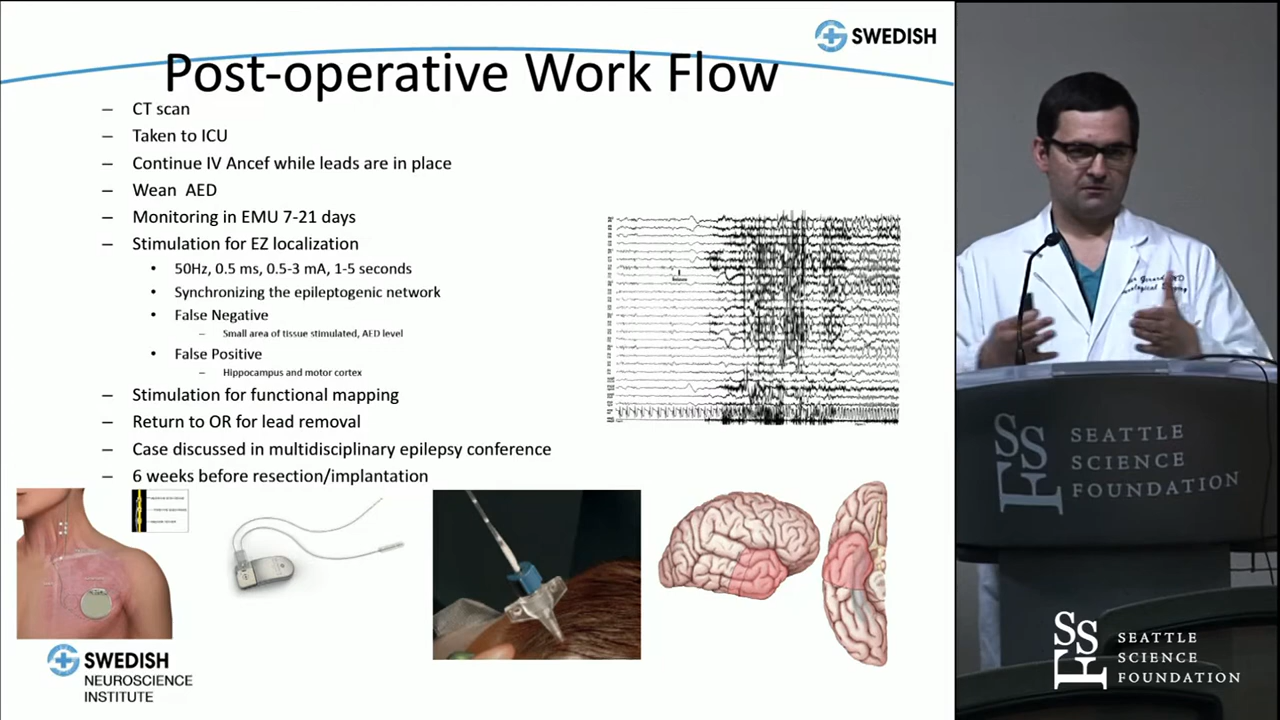 SWEDISH
Post-operative Work Flow
– CT scan
– Taken to ICU
– Continue IV Ancef while leads are in place
– Wean AED
– Monitoring in EMU 7-21 days
– Stimulation for EZ localization
• 50Hz, 0.5 ms, 0.5-3 mA, 1-5 seconds
• Synchronizing the epileptogenic network
• False Negative
– Small area of tissue stimulated, AED level
• False Positive
– Hippocampus and motor cortex
– Stimulation for functional mapping
– Return to OR for lead removal
– Case discussed in multidisciplinary epilepsy conference
– 6 weeks before resection/implantation
SWEDISH
NEUROSCIENCE
INSTITUTE
SSF
SEATTLE
SCIENCE
FOUNDATION
SSF
SEATTLE
SCIENCE
FOUNDATION